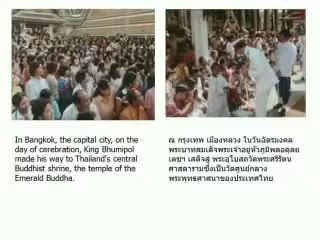 In Bangkok, the capital city, on the
day of cerebration, King Bhumipol
made his way to Thailand's central
Buddhist shrine, the temple of the
Emerald Buddha.
ณ กรุงเทพ เมืองหลวง ในวันฉัตรมงคล
พระบาทสมเด็จพระเจ้าอยู่หัวภูมิพลอดุลย
เดชฯ เสด็จสู่ พระอุโบสถวัดพระศรีรัตน
ศาสดารามซึ่งเป็นวัดศูนย์กลาง
พระพุทธศาสนาของประเทศไทย